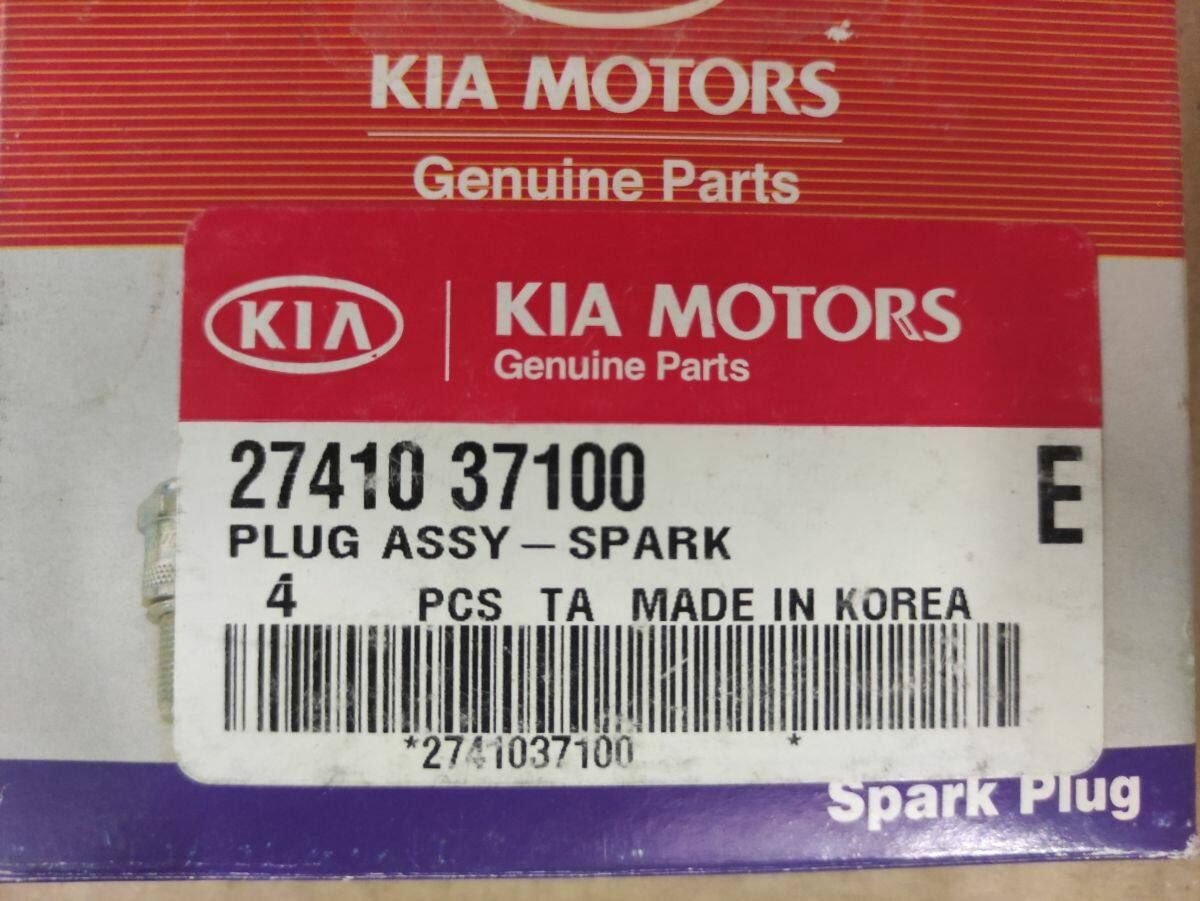 KIA MOTORS
Genuine Parts
KIA KIA MOTORS
Genuine Parts
27410 37100 E
PLUG ASSY – SPARK
4 PCS TA MADE IN KOREA
*2741037100 *
Spark Plug